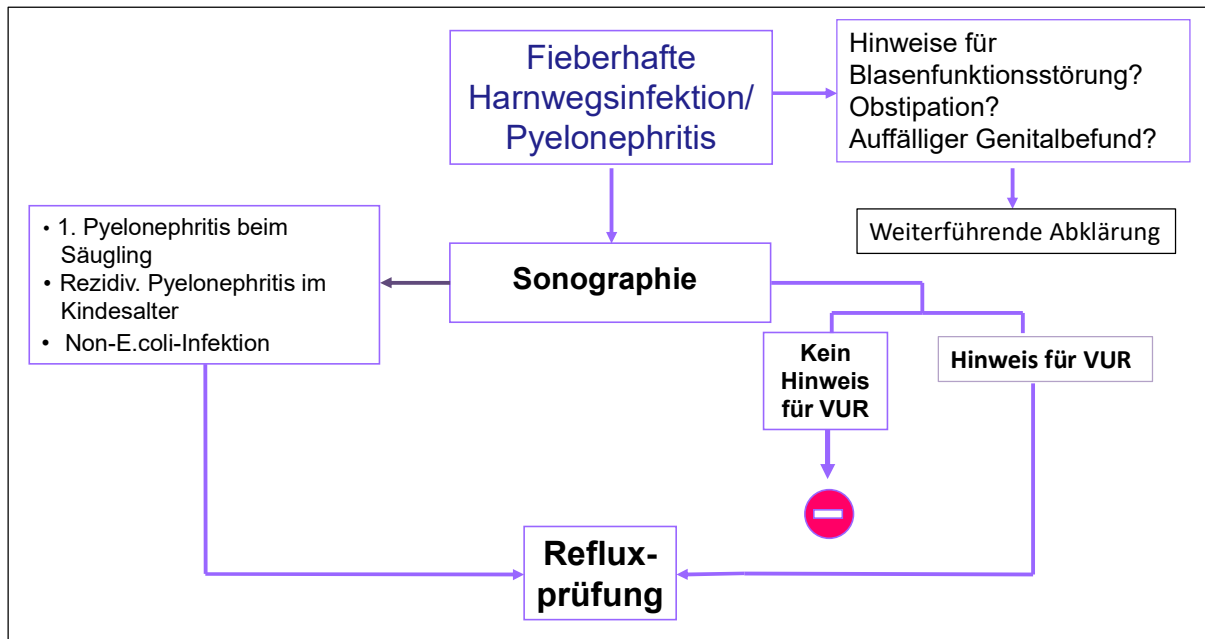 Fieberhafte
Harnwegsinfektion/
Pyelonephritis
Hinweise für
Blasenfunktionsstörung?
Obstipation?
Auffälliger Genitalbefund?
Weiterführende Abklärung
• 1. Pyelonephritis beim
Säugling
• Rezidiv. Pyelonephritis im
Kindesalter
• Non-E.coli-Infektion
Sonographie
Kein
Hinweis
für VUR
Hinweis für VUR
Reflux-
prüfung